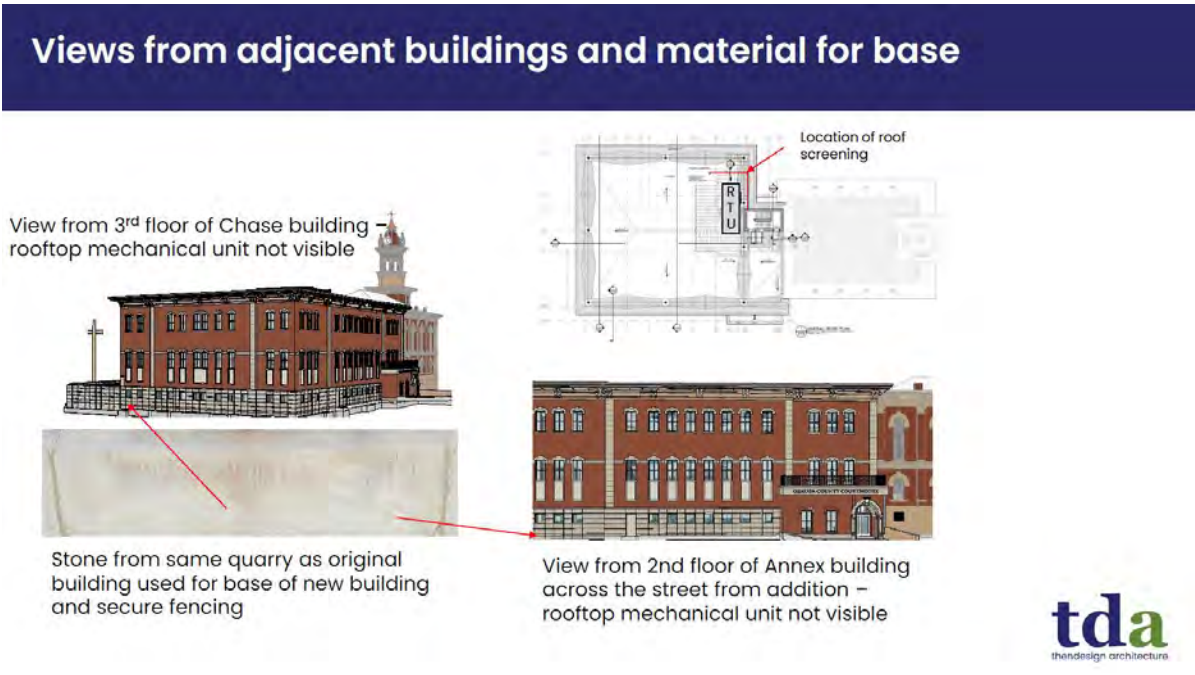 Views from adjacent buildings and material for base
Location of roof
screening
R
T
U
View from 3rd floor of Chase building –
rooftop mechanical unit not visible
Stone from same quarry as original
building used for base of new building
and secure fencing
View from 2nd floor of Annex building
across the street from addition –
rooftop mechanical unit not visible
tda
thendesign architecture